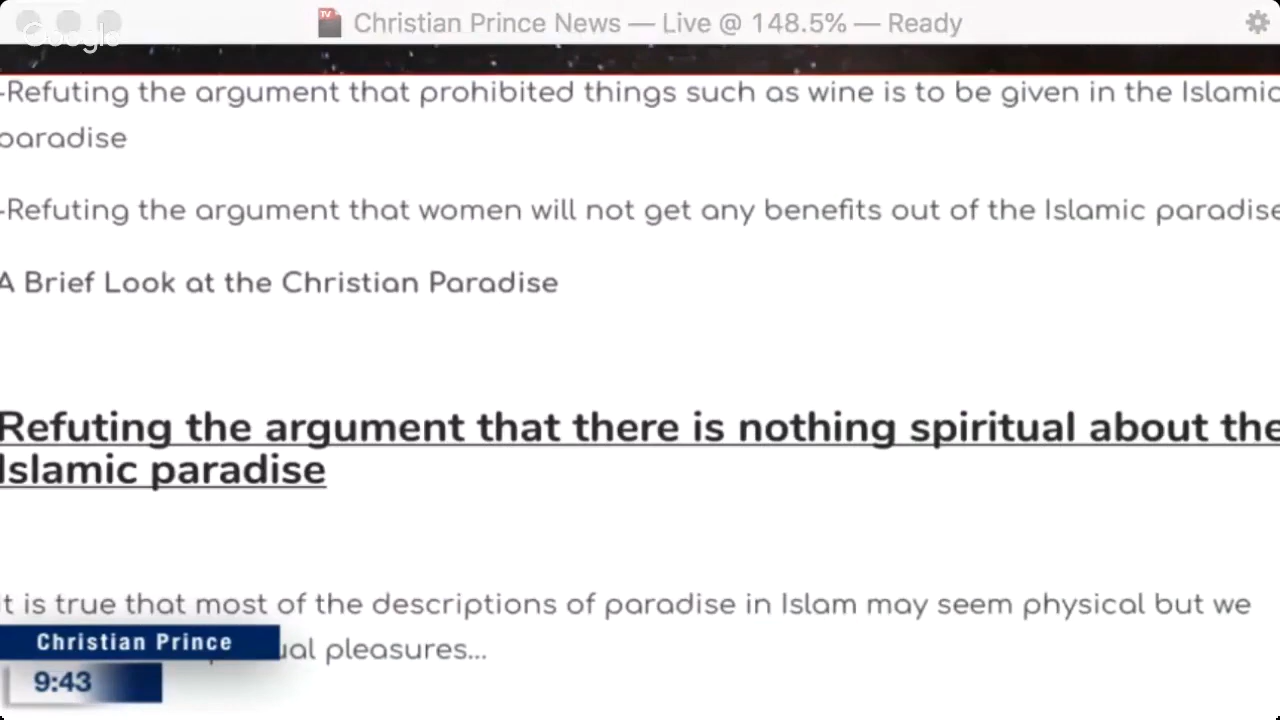 Christian Prince News — Live @ 148.5% — Ready
Google
-Refuting the argument that prohibited things such as wine is to be given in the Islamic
paradise
-Refuting the argument that women will not get any benefits out of the Islamic paradise
A Brief Look at the Christian Paradise
Refuting the argument that there is nothing spiritual about the
Islamic paradise
It is true that most of the descriptions of paradise in Islam may seem physical but we
pleasures...
Christian Prince
9:43